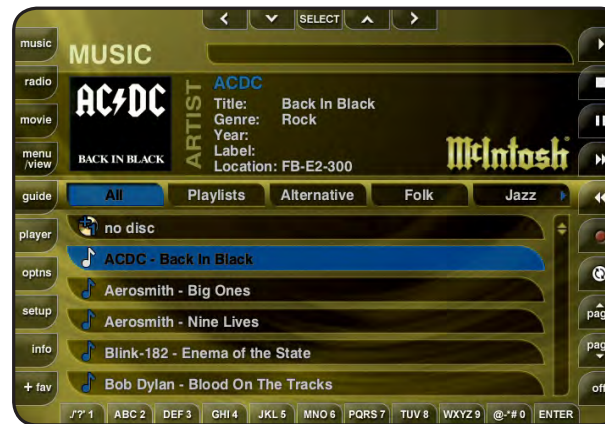 SELECT
music
MUSIC
radio
movie
menu
/view
guide
player
optns
setup
info
+ fav
AC⚡DC
BACK IN BLACK
ARTIST
ACDC
Title: Back In Black
Genre: Rock
Year:
Label:
Location: FB-E2-300
McIntosh
All Playlists Alternative Folk Jazz
no disc
ACDC - Back In Black
Aerosmith - Big Ones
Aerosmith - Nine Lives
Blink-182 - Enema of the State
Bob Dylan - Blood On The Tracks
ABC 2 DEF 3 GHI 4 JKL 5 MNO 6 PQRS 7 TUV 8 WXYZ 9 @-*# 0 ENTER